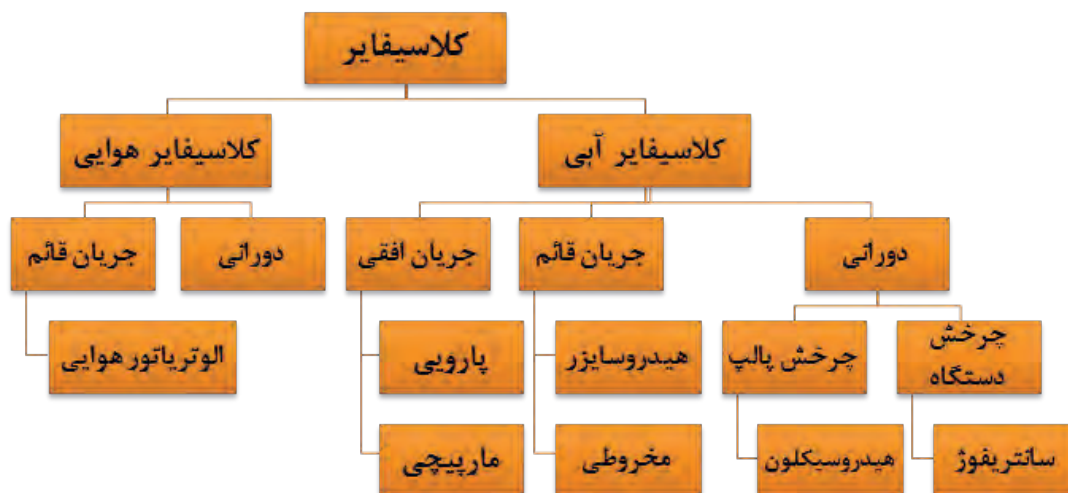 کلاسیفایر
کلاسیفایر آبی
کلاسیفایر هوایی
دورانی
جریان قائم
جریان افقی
دورانی
جریان قائم
چرخش
دستگاه
چرخش پالپ
هیدروسایزر
پارویی
الوتریاتور هوایی
سانتریفوژ
هیدروسیکلون
مخروطی
مارپیچی